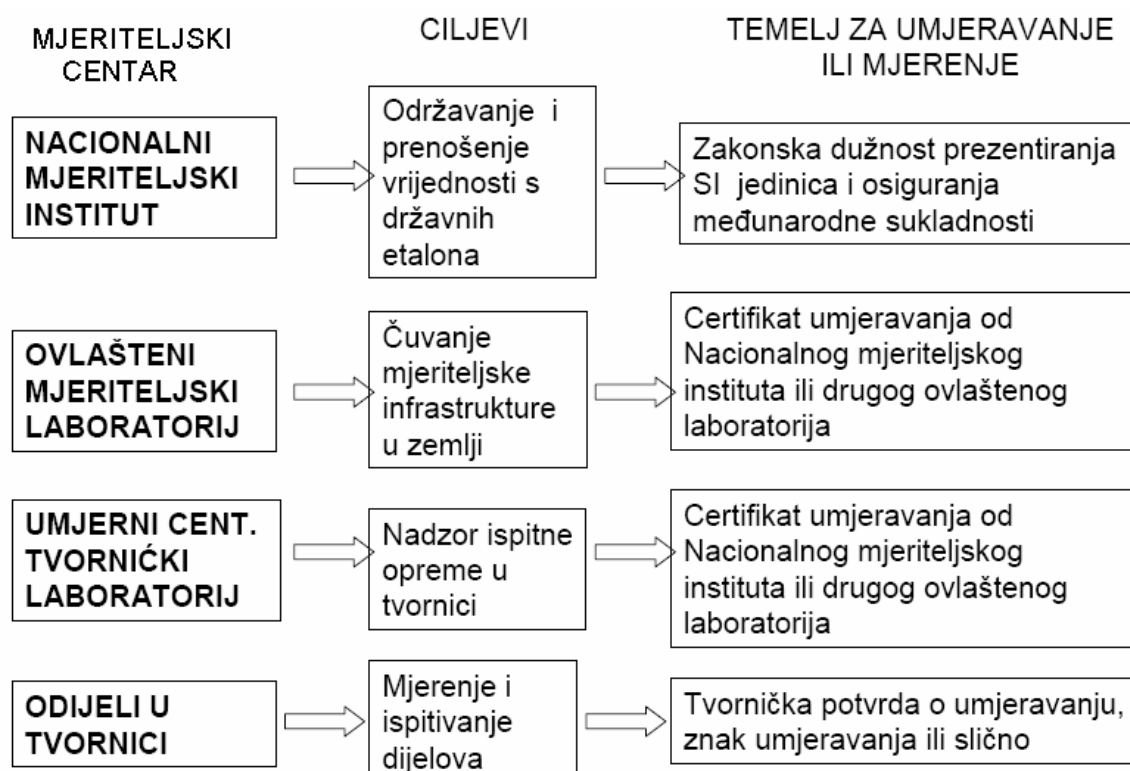 MJERITELJSKI
CENTAR
CILJEVI
TEMELJ ZA UMJERAVANJE
ILI MJERENJE
NACIONALNI
MJERITELJSKI
INSTITUT
Održavanje i
prenošenje
vrijednosti s
državnih
etalona
Zakonska dužnost prezentiranja
SI jedinica i osiguranja
međunarodne sukladnosti
OVLAŠTENI
MJERITELJSKI
LABORATORIJ
Čuvanje
mjeriteljske
infrastrukture
u zemlji
Certifikat umjeravanja od
Nacionalnog mjeriteljskog
instituta ili drugog ovlaštenog
laboratorija
UMJERNI CENT.
TVORNIĆKI
LABORATORIJ
Nadzor ispitne
opreme u
tvornici
Certifikat umjeravanja od
Nacionalnog mjeriteljskog
instituta ili drugog ovlaštenog
laboratorija
ODIJELI U
TVORNICI
Mjerenje i
ispitivanje
dijelova
Tvornička potvrda o umjeravanju,
znak umjeravanja ili slično